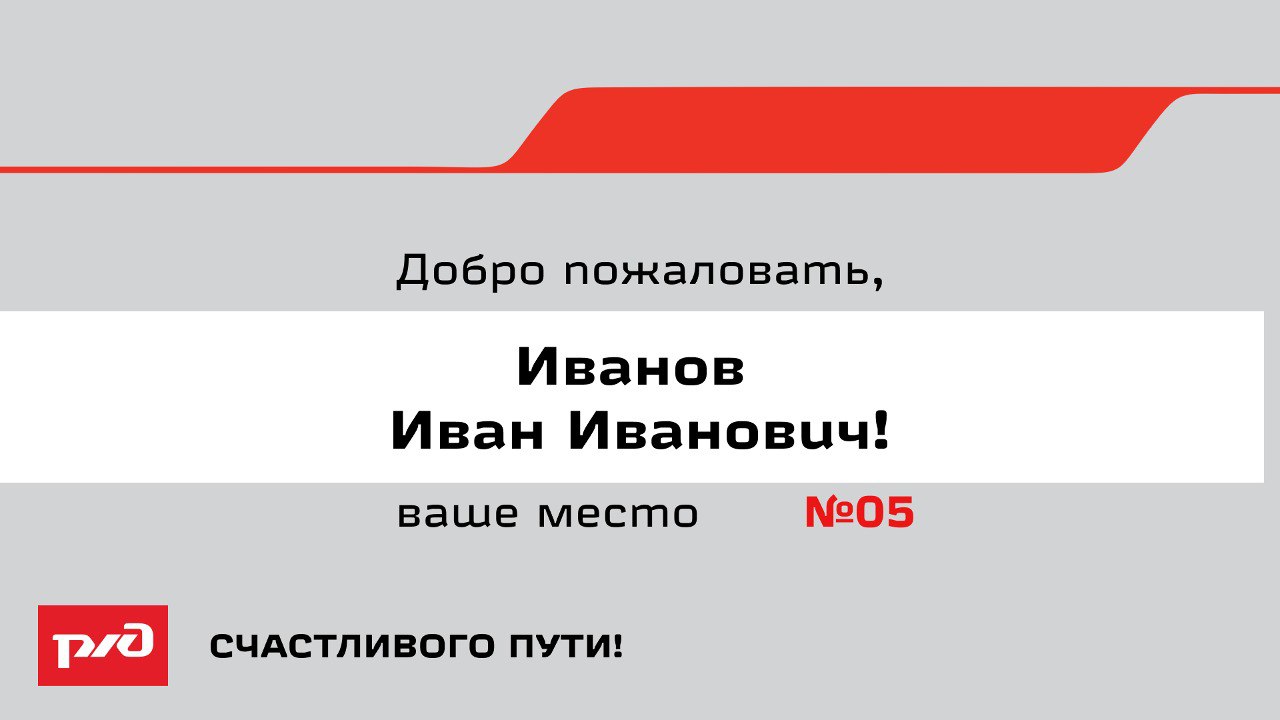 Добро пожаловать,
Иванов
Иван Иванович!
ваше место №05
ржд
СЧАСТЛИВОГО ПУТИ!